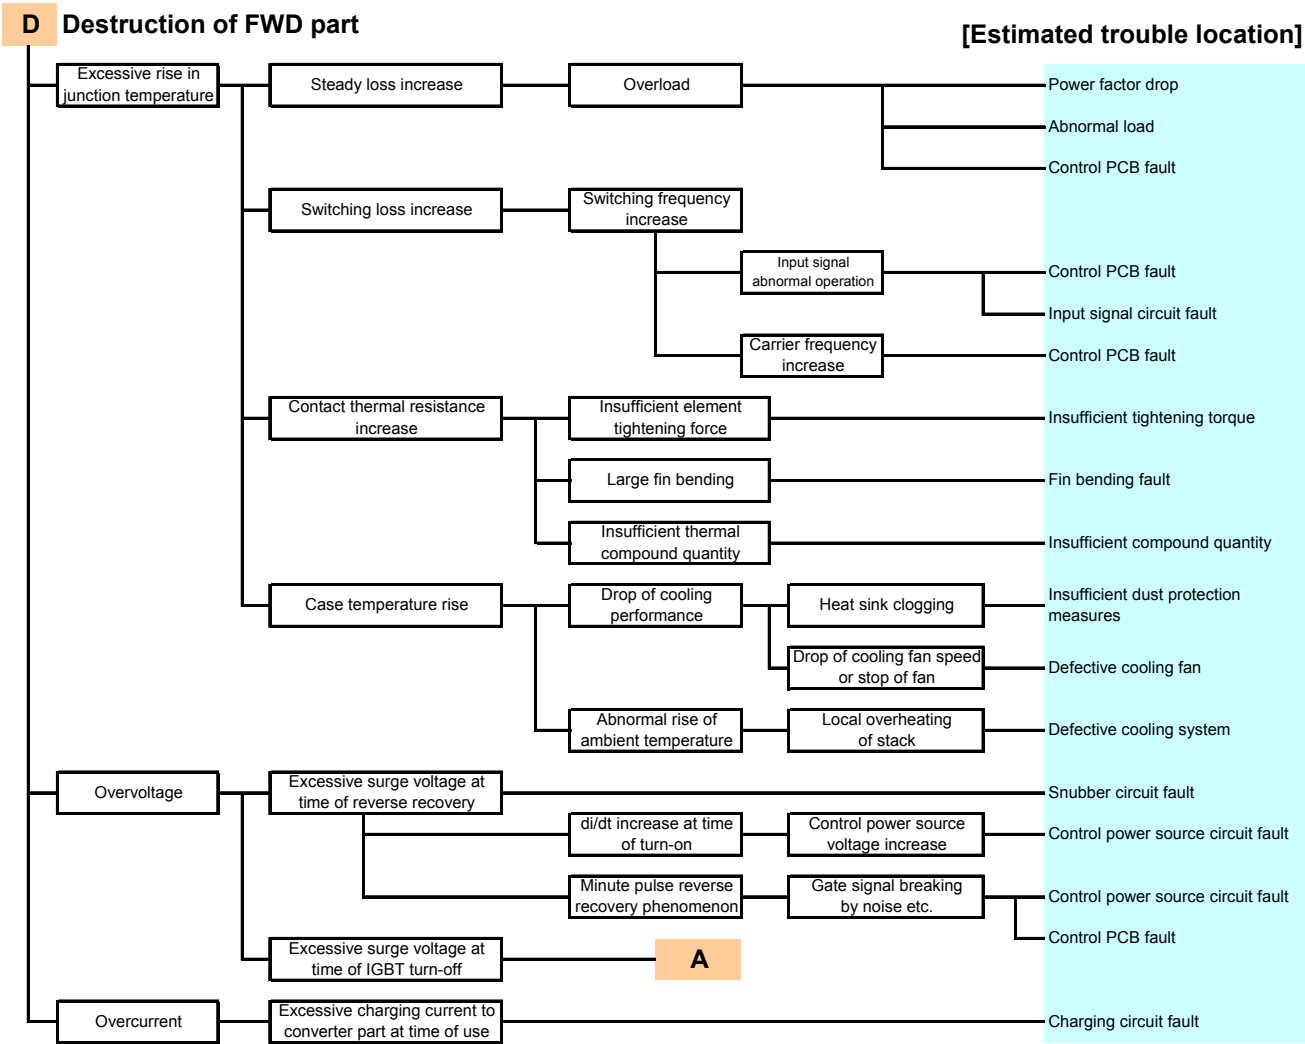 D Destruction of FWD part
[Estimated trouble location]
Excessive rise in
junction temperature
Steady loss increase
Overload
Power factor drop
Abnormal load
Control PCB fault
Switching loss increase
Switching frequency
increase
Input signal
abnormal operation
Control PCB fault
Input signal circuit fault
Carrier frequency
increase
Control PCB fault
Contact thermal resistance
increase
Insufficient element
tightening force
Insufficient tightening torque
Large fin bending
Fin bending fault
Insufficient thermal
compound quantity
Insufficient compound quantity
Case temperature rise
Drop of cooling
performance
Heat sink clogging
Insufficient dust protection
measures
Drop of cooling fan speed
or stop of fan
Defective cooling fan
Abnormal rise of
ambient temperature
Local overheating
of stack
Defective cooling system
Overvoltage
Excessive surge voltage at
time of reverse recovery
Snubber circuit fault
di/dt increase at time
of turn-on
Control power source
voltage increase
Control power source circuit fault
Minute pulse reverse
recovery phenomenon
Gate signal breaking
by noise etc.
Control power source circuit fault
Control PCB fault
Excessive surge voltage at
time of IGBT turn-off
A
Overcurrent
Excessive charging current to
converter part at time of use
Charging circuit fault